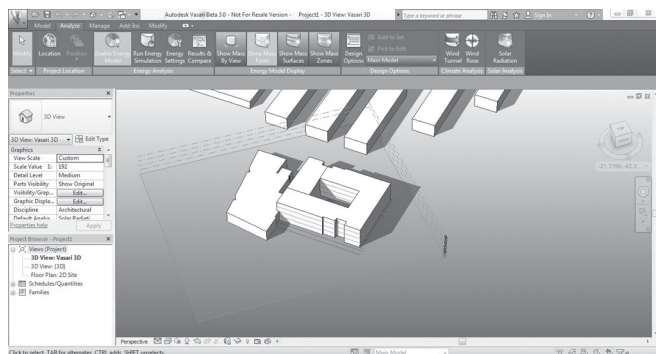 Autodesk Vasari Beta 3.0 - Not For Resale Version - Project1 - 3D View: Vasari 3D
Type a keyword or phrase
Sign In
Model Analyze Manage Add-Ins Modify
Modify
Location
Position
Enable Energy Model
Run Energy Simulation
Energy Settings
Results & Compare
Show Mass By View
Show Mass Form
Show Mass Surfaces
Show Mass Zones
Design Options
Add to Set
Pick to Edit
Main Model
Wind Tunnel
Wind Rose
Solar Radiation
Select
Project Location
Energy Analysis
Energy Model Display
Design Options
Climate Analysis
Solar Analysis
Properties
3D View
3D View: Vasari 3D
Edit Type
Graphics
View Scale Custom
Scale Value 1: 192
Detail Level Medium
Parts Visibility Show Original
Visibility/Grap... Edit...
Graphic Displa... Edit...
Discipline Architectural
Default Analys Solar Radiati
Properties help
Apply
Project Browser - Project1
Views (Project)
3D View: Vasari 3D
3D View: {3D}
Floor Plan: 2D Site
Schedules/Quantities
Families
Perspective
Click to select, TAB for alternates, CTRL adds, SHIFT unselects.
Main Model